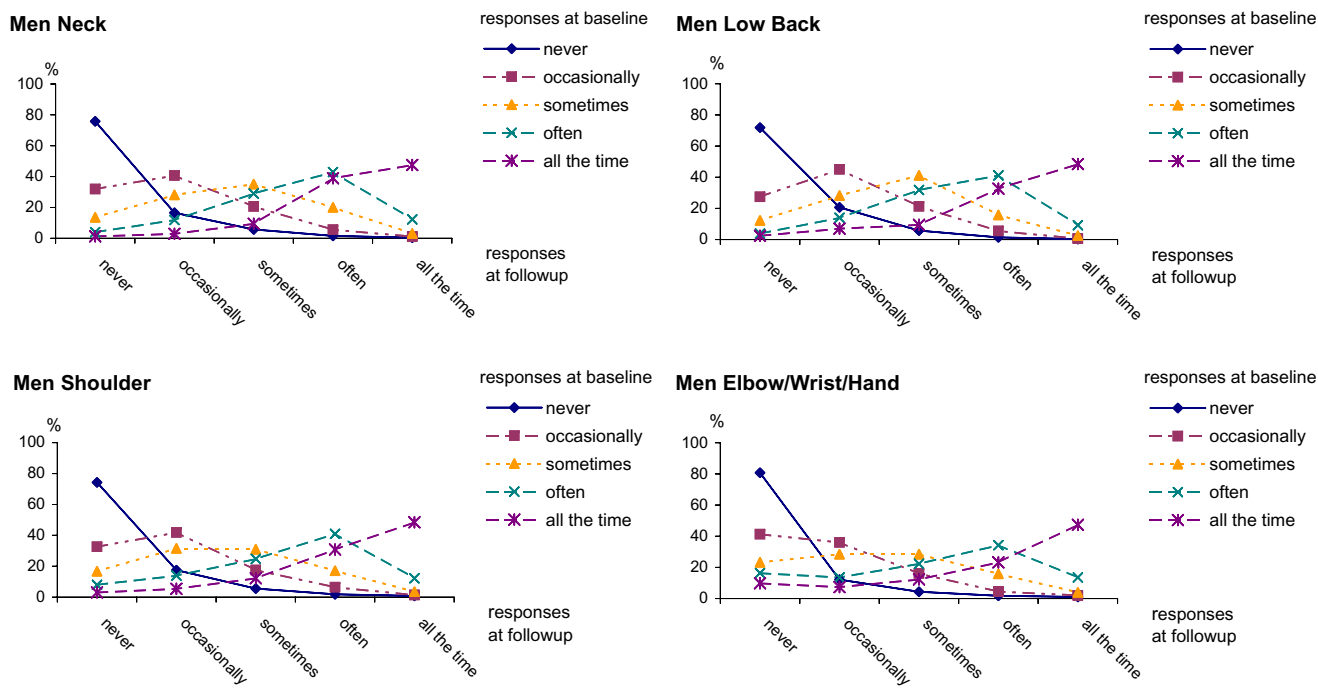 Men Neck
responses at baseline
never
occasionally
sometimes
often
all the time
%
100
80
60
40
20
0
never
occasionally
sometimes
often
all the time
responses
at followup
Men Low Back
responses at baseline
never
occasionally
sometimes
often
all the time
%
100
80
60
40
20
0
never
occasionally
sometimes
often
all the time
responses
at followup
Men Shoulder
responses at baseline
never
occasionally
sometimes
often
all the time
%
100
80
60
40
20
0
never
occasionally
sometimes
often
all the time
responses
at followup
Men Elbow/Wrist/Hand
responses at baseline
never
occasionally
sometimes
often
all the time
%
100
80
60
40
20
0
never
occasionally
sometimes
often
all the time
responses
at followup